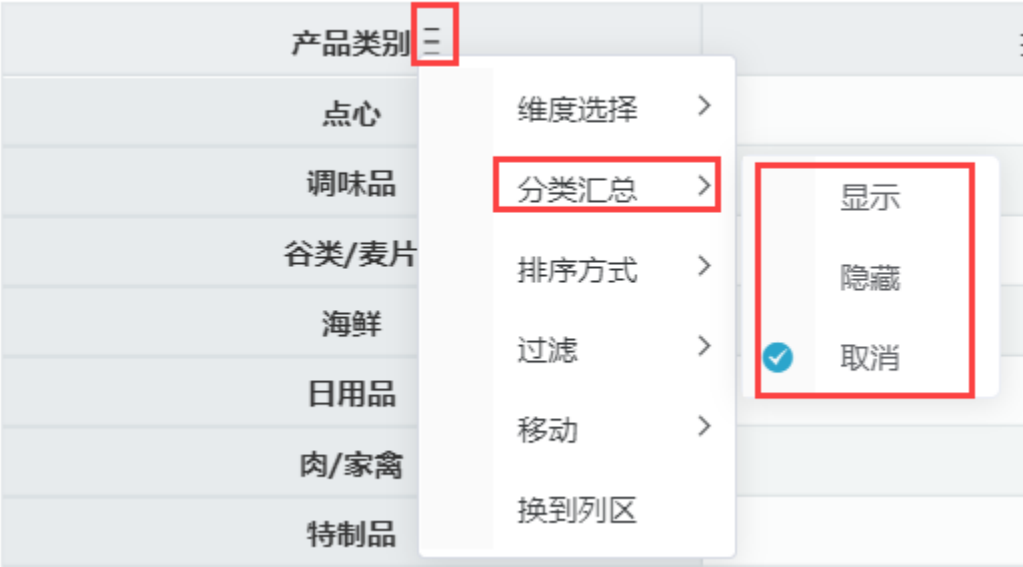 产品类别
点心
调味品
谷类/麦片
海鲜
日用品
肉/家禽
特制品
维度选择
分类汇总
排序方式
过滤
移动
换到列区
显示
隐藏
取消